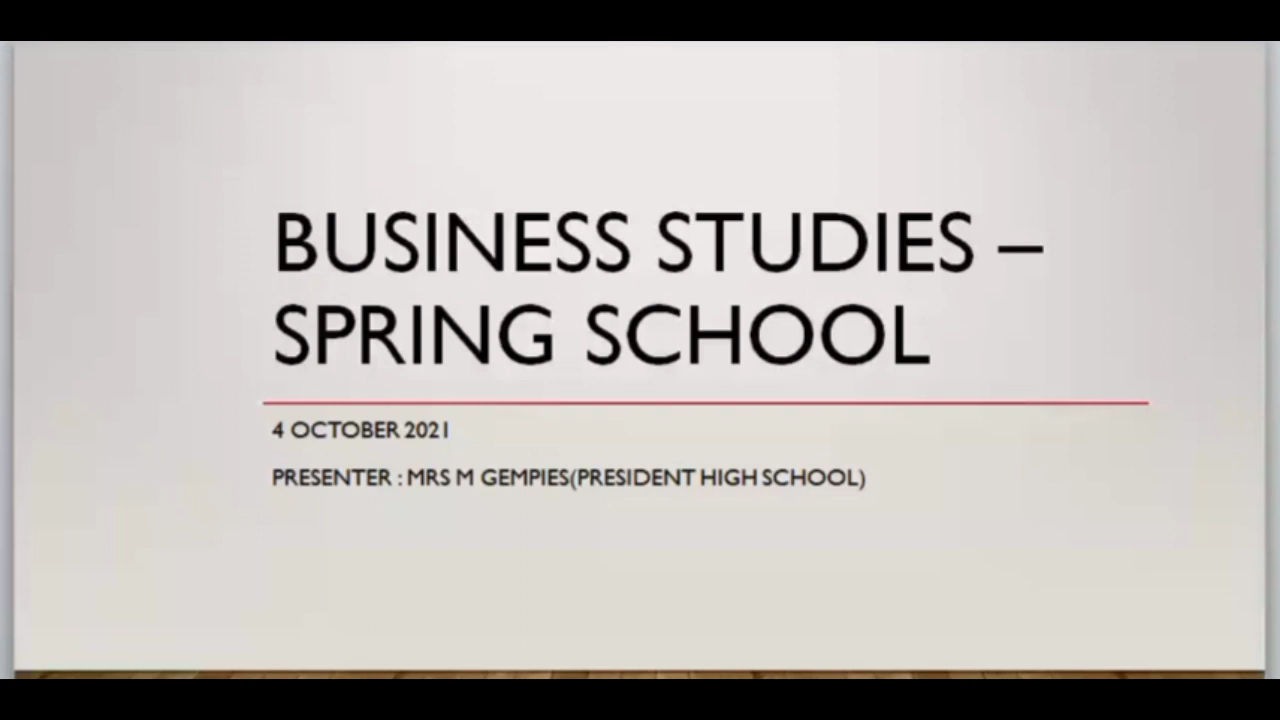 BUSINESS STUDIES –
SPRING SCHOOL
4 OCTOBER 2021
PRESENTER : MRS M GEMPIES(PRESIDENT HIGH SCHOOL)